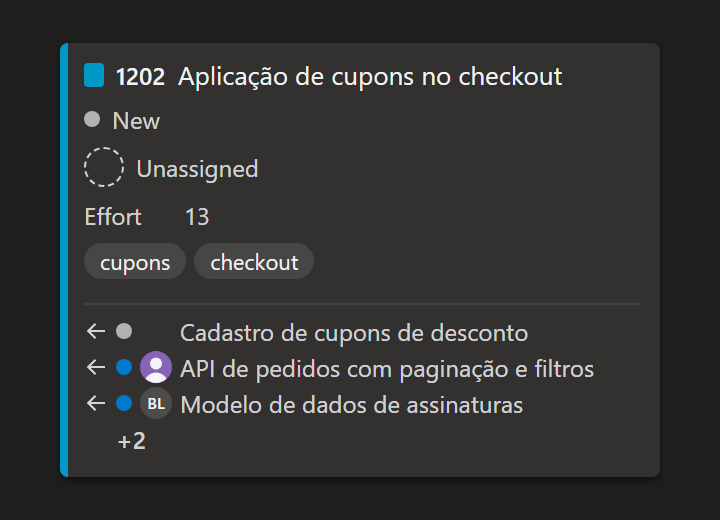 1202 Aplicação de cupons no checkout
New
Unassigned
Effort 13
cupons checkout
Cadastro de cupons de desconto
API de pedidos com paginação e filtros
BL Modelo de dados de assinaturas
+2